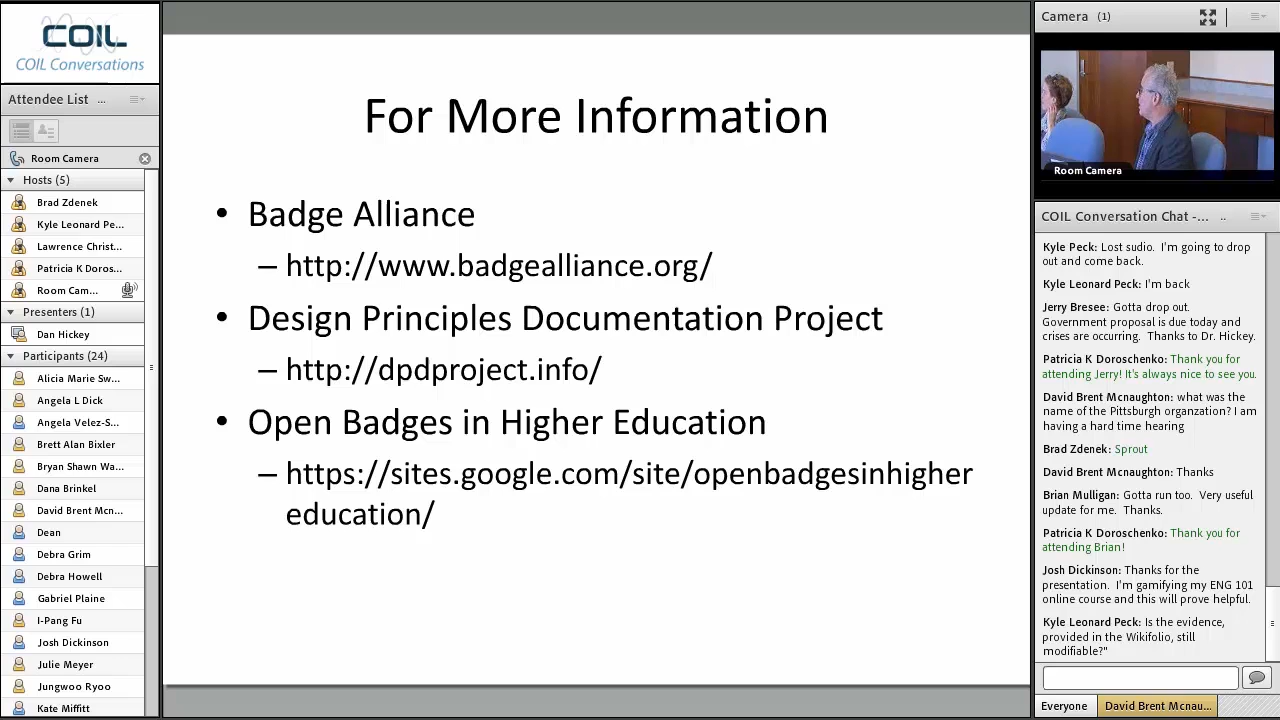 COIL
COIL Conversations
Attendee List ...
Room Camera
Hosts (5)
Brad Zdenek
Kyle Leonard Pe...
Lawrence Christ...
Patricia K Doros...
Room Cam...
Presenters (1)
Dan Hickey
Participants (24)
Alicia Marie Sw...
Angela L Dick
Angela Velez-S...
Brett Alan Bixler
Bryan Shawn Wa...
Dana Brinkel
David Brent Mcn...
Dean
Debra Grim
Debra Howell
Gabriel Plaine
I-Pang Fu
Josh Dickinson
Julie Meyer
Jungwoo Ryoo
Kate Miffitt
For More Information
• Badge Alliance
– http://www.badgealliance.org/
• Design Principles Documentation Project
– http://dpdproject.info/
• Open Badges in Higher Education
– https://sites.google.com/site/openbadgesinhigher
education/
Camera (1)
Room Camera
COIL Conversation Chat -... ..
Kyle Peck: Lost sudio. I'm going to drop
out and come back.
Kyle Leonard Peck: I'm back
Jerry Bresee: Gotta drop out.
Government proposal is due today and
crises are occurring. Thanks to Dr. Hickey.
Patricia K Doroschenko: Thank you for
attending Jerry! It's always nice to see you.
David Brent Mcnaughton: what was the
name of the Pittsburgh organzation? I am
having a hard time hearing
Brad Zdenek: Sprout
David Brent Mcnaughton: Thanks
Brian Mulligan: Gotta run too. Very useful
update for me. Thanks.
Patricia K Doroschenko: Thank you for
attending Brian!
Josh Dickinson: Thanks for the
presentation. I'm gamifying my ENG 101
online course and this will prove helpful.
Kyle Leonard Peck: Is the evidence,
provided in the Wikifolio, still
modifiable?"
Everyone
David Brent Mcnau...